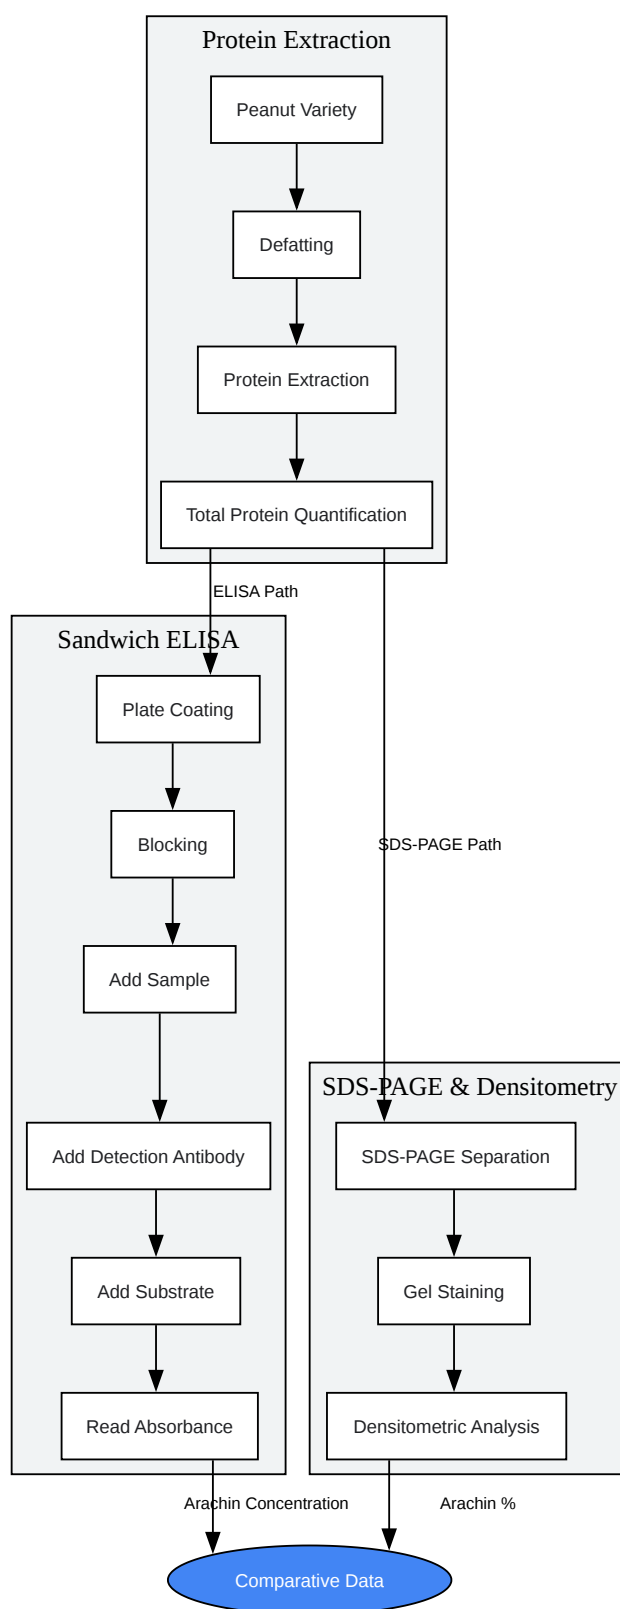 Protein Extraction
Peanut Variety
Defatting
Protein Extraction
Total Protein Quantification
ELISA Path
Sandwich ELISA
Plate Coating
Blocking
SDS-PAGE Path
Add Sample
SDS-PAGE & Densitometry
Add Detection Antibody
SDS-PAGE Separation
Add Substrate
Gel Staining
Read Absorbance
Densitometric Analysis
Arachin Concentration
Arachin %
Comparative Data